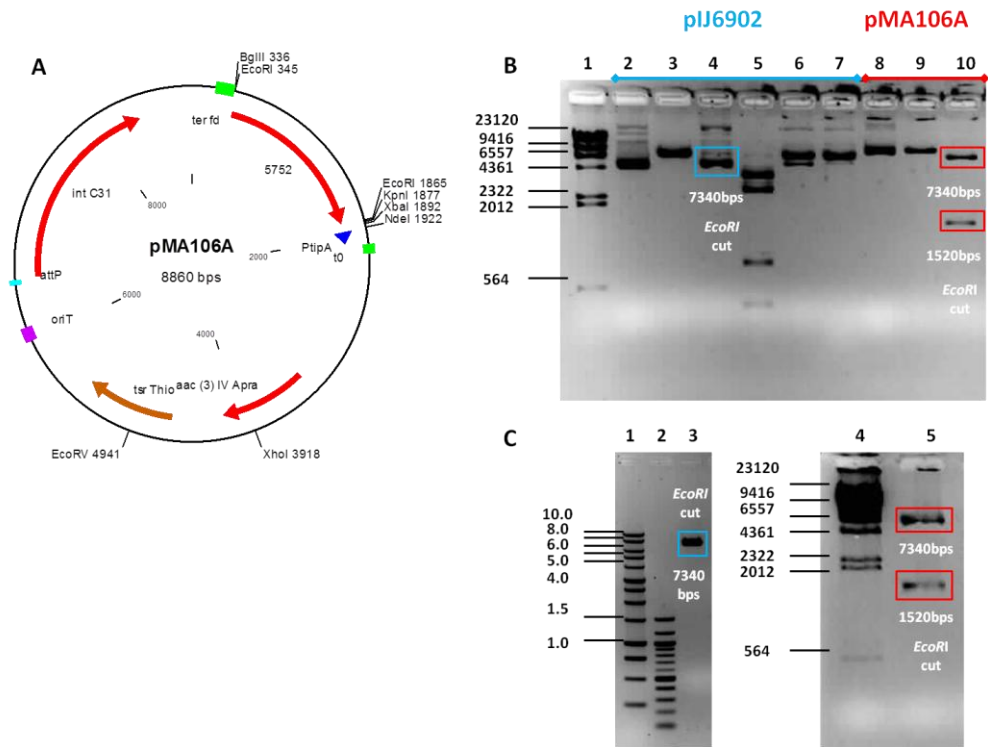 A
BglII 336
EcoRI 345
ter fd
5752
EcoRI 1865
KpnI 1877
XbaI 1892
NdeI 1922
int C31
8000
pMA106A
2000
PtipA
t0
8860 bps
attP
6000
oriT
4000
tsr Thio
aac (3) IV Apra
EcoRV 4941
XhoI 3918
pIJ6902
pMA106A
B
1 2 3 4 5 6 7 8 9 10
23120
9416
6557
4361
2322
2012
564
7340bps
EcoRI
cut
7340bps
1520bps
EcoRI
cut
C
1 2 3
EcoRI
cut
10.0
8.0
6.0
5.0
4.0
1.5
1.0
7340
bps
4 5
23120
9416
6557
4361
2322
2012
564
7340bps
1520bps
EcoRI
cut